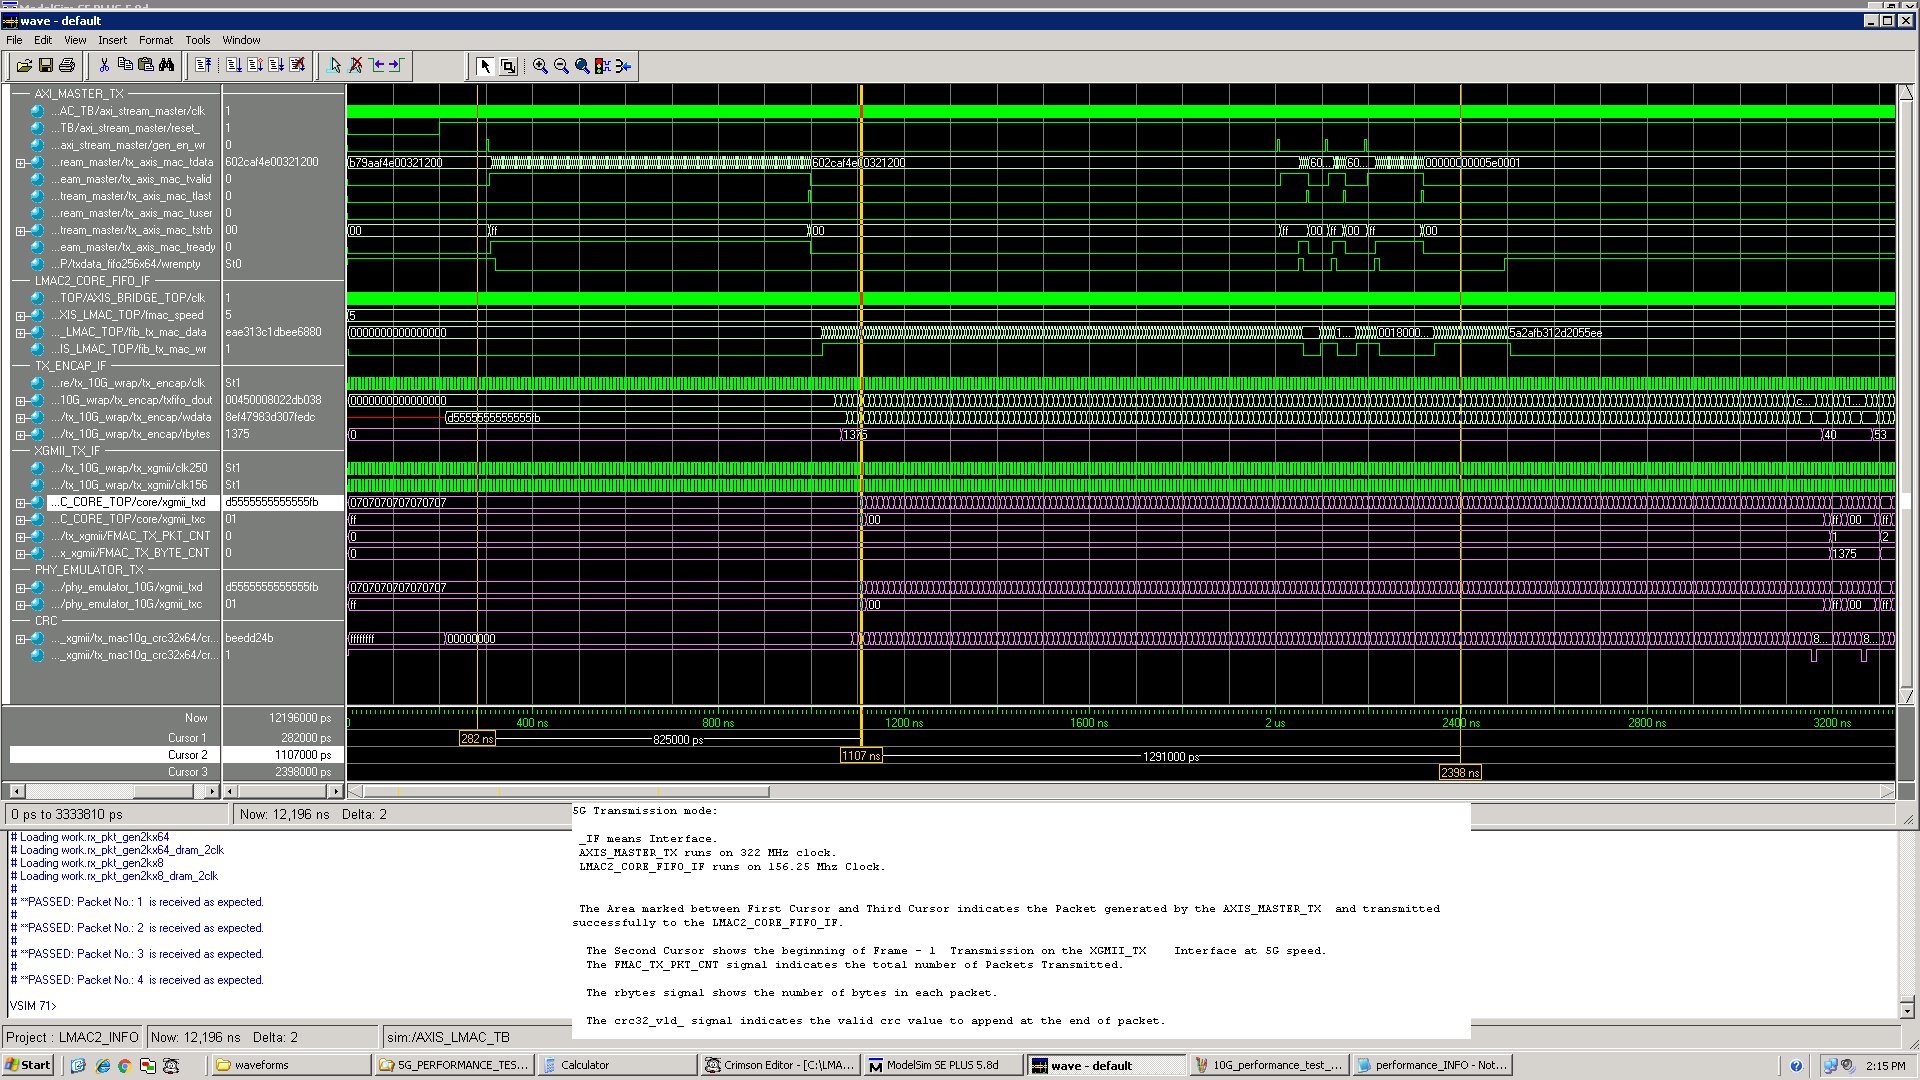 ModelSim SE PLUS 5.8d
wave - default
File Edit View Insert Format Tools Window
AXI_MASTER_TX
...AC_TB/axi_stream_master/clk 1
...TB/axi_stream_master/reset_ 1
...axi_stream_master/gen_en_wr 0
...ream_master/tx_axis_mac_tdata 602caf4e00321200 b79aaf4e00321200 602caf4e00321200 60... 60... 00000000005e0001
...eam_master/tx_axis_mac_tvalid 0
...tream_master/tx_axis_mac_tlast 0
...ream_master/tx_axis_mac_tuser 0
...tream_master/tx_axis_mac_tstrb 00 00 ff 00 ff 00 ff 00 ff 00
...eam_master/tx_axis_mac_tready 0
...P/txdata_fifo256x64/wrempty St0
LMAC2_CORE_FIFO_IF
...TOP/AXIS_BRIDGE_TOP/clk 1
...XIS_LMAC_TOP/fmac_speed 5 5
..._LMAC_TOP/fib_tx_mac_data eae313c1dbee6880 0000000000000000 1... 0018000... 5a2afb312d2055ee
...IS_LMAC_TOP/fib_tx_mac_wr 1
TX_ENCAP_IF
...re/tx_10G_wrap/tx_encap/clk St1
...10G_wrap/tx_encap/txfifo_dout 00450008022db038 0000000000000000 c... 1...
.../tx_10G_wrap/tx_encap/wdata 8ef47983d307fedc d5555555555555fb
.../tx_10G_wrap/tx_encap/rbytes 1375 0 1375 40 53
XGMII_TX_IF
.../tx_10G_wrap/tx_xgmii/clk250 St1
.../tx_10G_wrap/tx_xgmii/clk156 St1
...C_CORE_TOP/core/xgmii_txd d5555555555555fb 0707070707070707
...C_CORE_TOP/core/xgmii_txc 01 ff 00 ff 00 ff
.../tx_xgmii/FMAC_TX_PKT_CNT 0 0 1 2
...x_xgmii/FMAC_TX_BYTE_CNT 0 0 1375
PHY_EMULATOR_TX
.../phy_emulator_10G/xgmii_txd d5555555555555fb 0707070707070707
.../phy_emulator_10G/xgmii_txc 01 ff 00 ff 00 ff
CRC
..._xgmii/tx_mac10g_crc32x64/cr... beedd24b ffffffff 00000000 8... 8...
..._xgmii/tx_mac10g_crc32x64/cr... 1
Now 12196000 ps 400 ns 800 ns 1200 ns 1600 ns 2 us 2400 ns 2800 ns 3200 ns
Cursor 1 282000 ps 282 ns 825000 ps
Cursor 2 1107000 ps 1107 ns 1291000 ps
Cursor 3 2398000 ps 2398 ns
0 ps to 3333810 ps Now: 12,196 ns Delta: 2
5G Transmission mode:
_IF means Interface.
AXIS_MASTER_TX runs on 322 MHz clock.
LMAC2_CORE_FIFO_IF runs on 156.25 Mhz Clock.
The Area marked between First Cursor and Third Cursor indicates the Packet generated by the AXIS_MASTER_TX and transmitted
successfully to the LMAC2_CORE_FIFO_IF.
The Second Cursor shows the beginning of Frame - 1 Transmission on the XGMII_TX Interface at 5G speed.
The FMAC_TX_PKT_CNT signal indicates the total number of Packets Transmitted.
The rbytes signal shows the number of bytes in each packet.
The crc32_vld_ signal indicates the valid crc value to append at the end of packet.
# Loading work.rx_pkt_gen2kx64
# Loading work.rx_pkt_gen2kx64_dram_2clk
# Loading work.rx_pkt_gen2kx8
# Loading work.rx_pkt_gen2kx8_dram_2clk
#
# **PASSED: Packet No.: 1 is received as expected.
#
# **PASSED: Packet No.: 2 is received as expected.
#
# **PASSED: Packet No.: 3 is received as expected.
#
# **PASSED: Packet No.: 4 is received as expected.
VSIM 71>
Project : LMAC2_INFO Now: 12,196 ns Delta: 2 sim:/AXIS_LMAC_TB
Start waveforms 5G_PERFORMANCE_TES... Calculator Crimson Editor - [C:\LMA... ModelSim SE PLUS 5.8d wave - default 10G_performance_test_... performance_INFO - Not... 2:15 PM